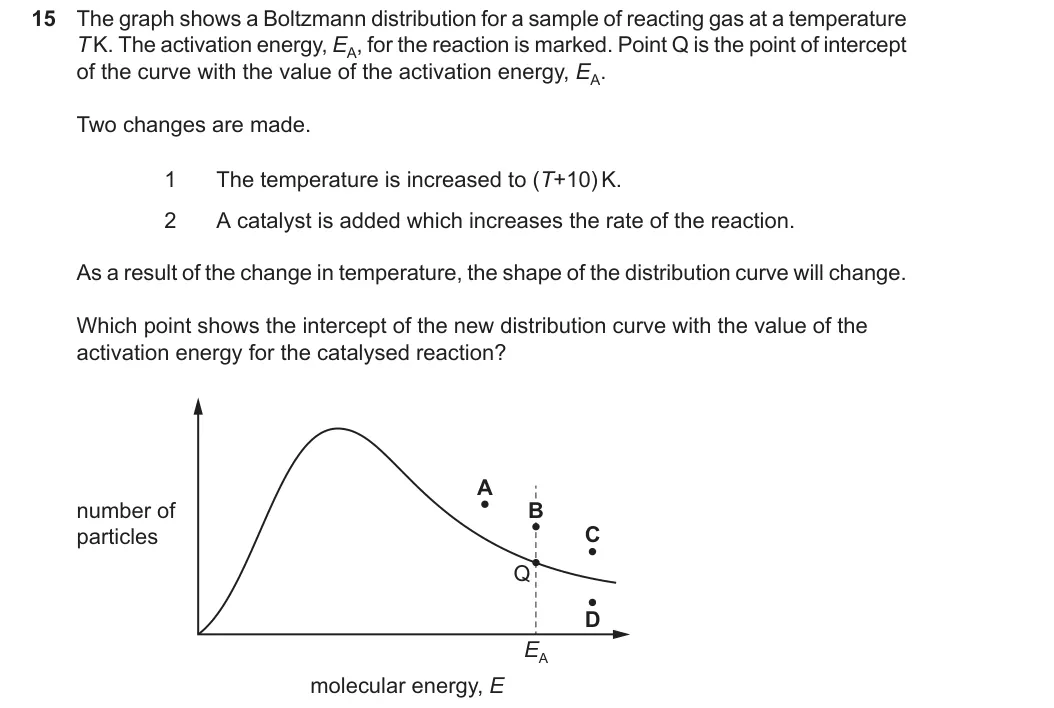 15 The graph shows a Boltzmann distribution for a sample of reacting gas at a temperature
T K. The activation energy, EA, for the reaction is marked. Point Q is the point of intercept
of the curve with the value of the activation energy, EA.
Two changes are made.
1 The temperature is increased to (T+10) K.
2 A catalyst is added which increases the rate of the reaction.
As a result of the change in temperature, the shape of the distribution curve will change.
Which point shows the intercept of the new distribution curve with the value of the
activation energy for the catalysed reaction?
A
B
number of
particles
C
Q
D
EA
molecular energy, E